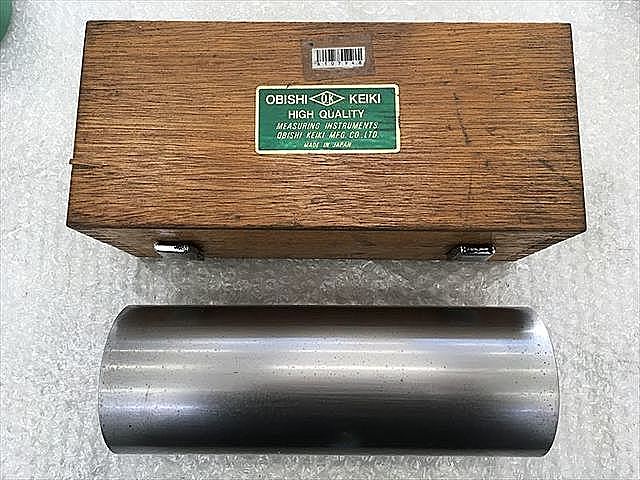 OBISHI OK KEIKI
HIGH QUALITY
MEASURING INSTRUMENTS
OBISHI KEIKI MFG.CO.,LTD.
MADE IN JAPAN